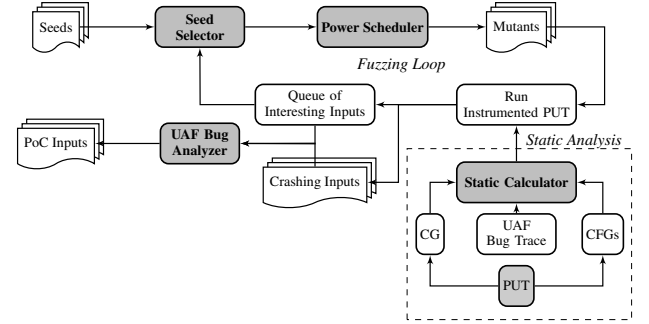 Seeds
Seed
Selector
Power Scheduler
Mutants
Fuzzing Loop
Queue of
Interesting Inputs
Run
Instrumented PUT
PoC Inputs
UAF Bug
Analyzer
Crashing Inputs
Static Analysis
Static Calculator
CG
UAF
Bug Trace
CFGs
PUT